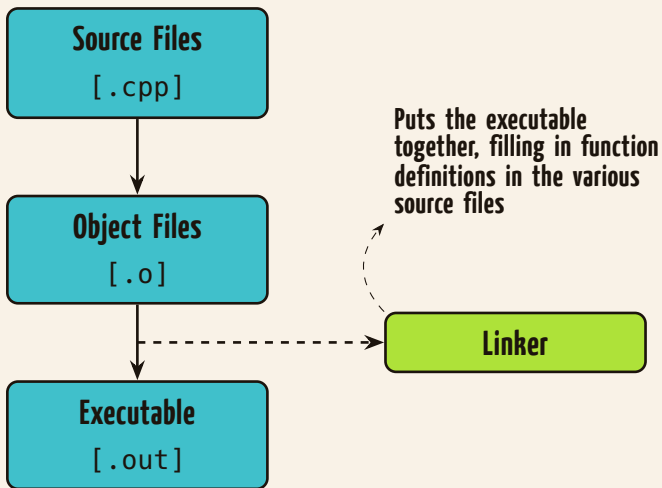 Source Files
[.cpp]
Puts the executable
together, filling in function
definitions in the various
source files
Object Files
[.o]
Linker
Executable
[.out]